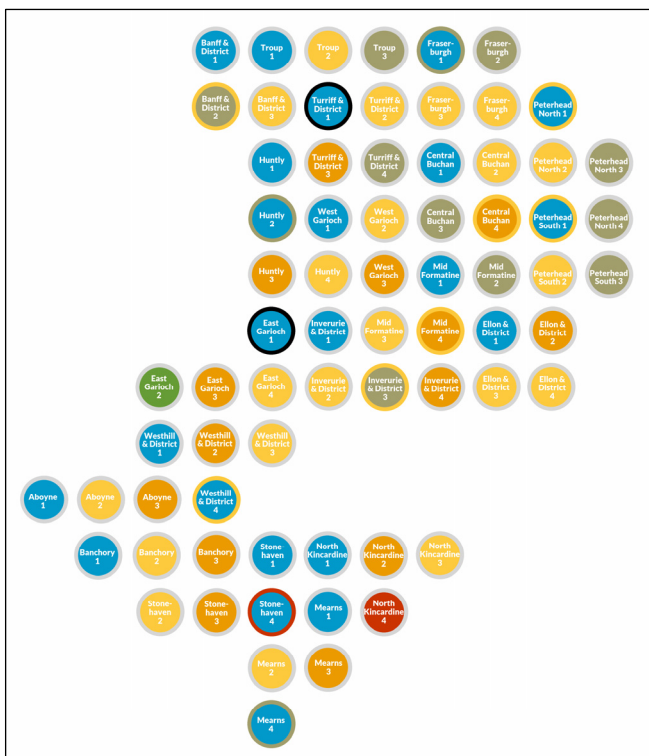 Banff & District 1
Troup 1
Troup 2
Troup 3
Fraser-burgh 1
Fraser-burgh 2
Banff & District 2
Banff & District 3
Turriff & District 1
Turriff & District 2
Fraser-burgh 3
Fraser-burgh 4
Peterhead North 1
Huntly 1
Turriff & District 3
Turriff & District 4
Central Buchan 1
Central Buchan 2
Peterhead North 2
Peterhead North 3
Huntly 2
West Garioch 1
West Garioch 2
Central Buchan 3
Central Buchan 4
Peterhead South 1
Peterhead North 4
Huntly 3
Huntly 4
West Garioch 3
Mid Formatine 1
Mid Formatine 2
Peterhead South 2
Peterhead South 3
East Garioch 1
Inverurie & District 1
Mid Formatine 3
Mid Formatine 4
Ellon & District 1
Ellon & District 2
East Garioch 2
East Garioch 3
East Garioch 4
Inverurie & District 2
Inverurie & District 3
Inverurie & District 4
Ellon & District 3
Ellon & District 4
Westhill & District 1
Westhill & District 2
Westhill & District 3
Aboyne 1
Aboyne 2
Aboyne 3
Westhill & District 4
Banchory 1
Banchory 2
Banchory 3
Stone-haven 1
North Kincardine 1
North Kincardine 2
North Kincardine 3
Stone-haven 2
Stone-haven 3
Stone-haven 4
Mearns 1
North Kincardine 4
Mearns 2
Mearns 3
Mearns 4